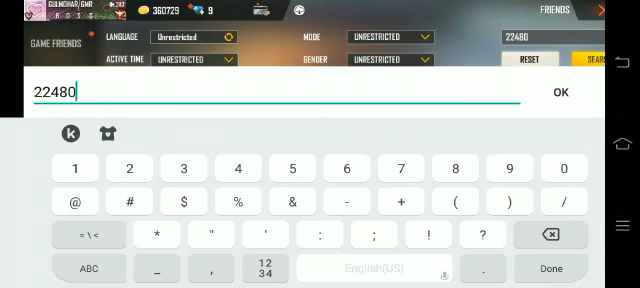 GULMOHAR GMR
360729
9
FRIENDS
GAME FRIENDS
LANGUAGE
Unrestricted
MODE
UNRESTRICTED
22480
ACTIVE TIME
UNRESTRICTED
GENDER
UNRESTRICTED
RESET
SEAR
22480
OK
k
1 2 3 4 5 6 7 8 9 0
@ # $ % & - + ( ) /
= \ < * " ' : ; ! ?
ABC _ , 12 34 English(US) . Done